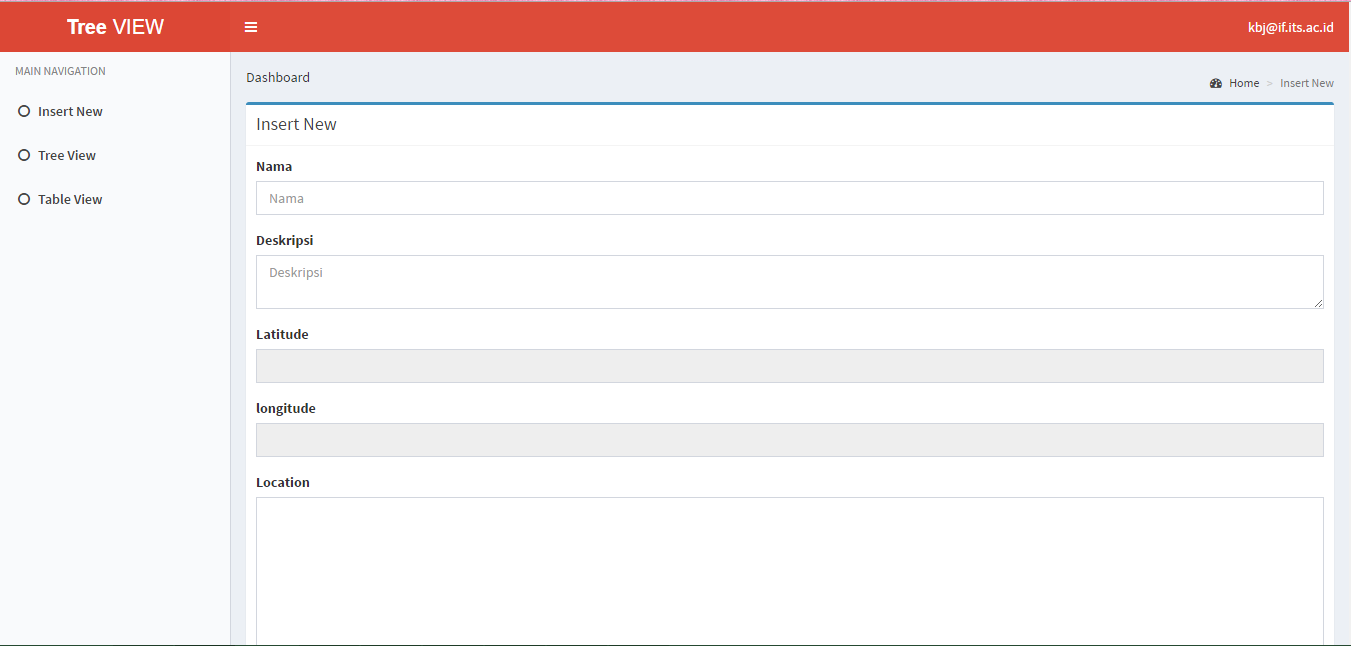 Tree VIEW
kbj@if.its.ac.id
MAIN NAVIGATION
Insert New
Tree View
Table View
Dashboard
Home > Insert New
Insert New
Nama
Nama
Deskripsi
Deskripsi
Latitude
longitude
Location